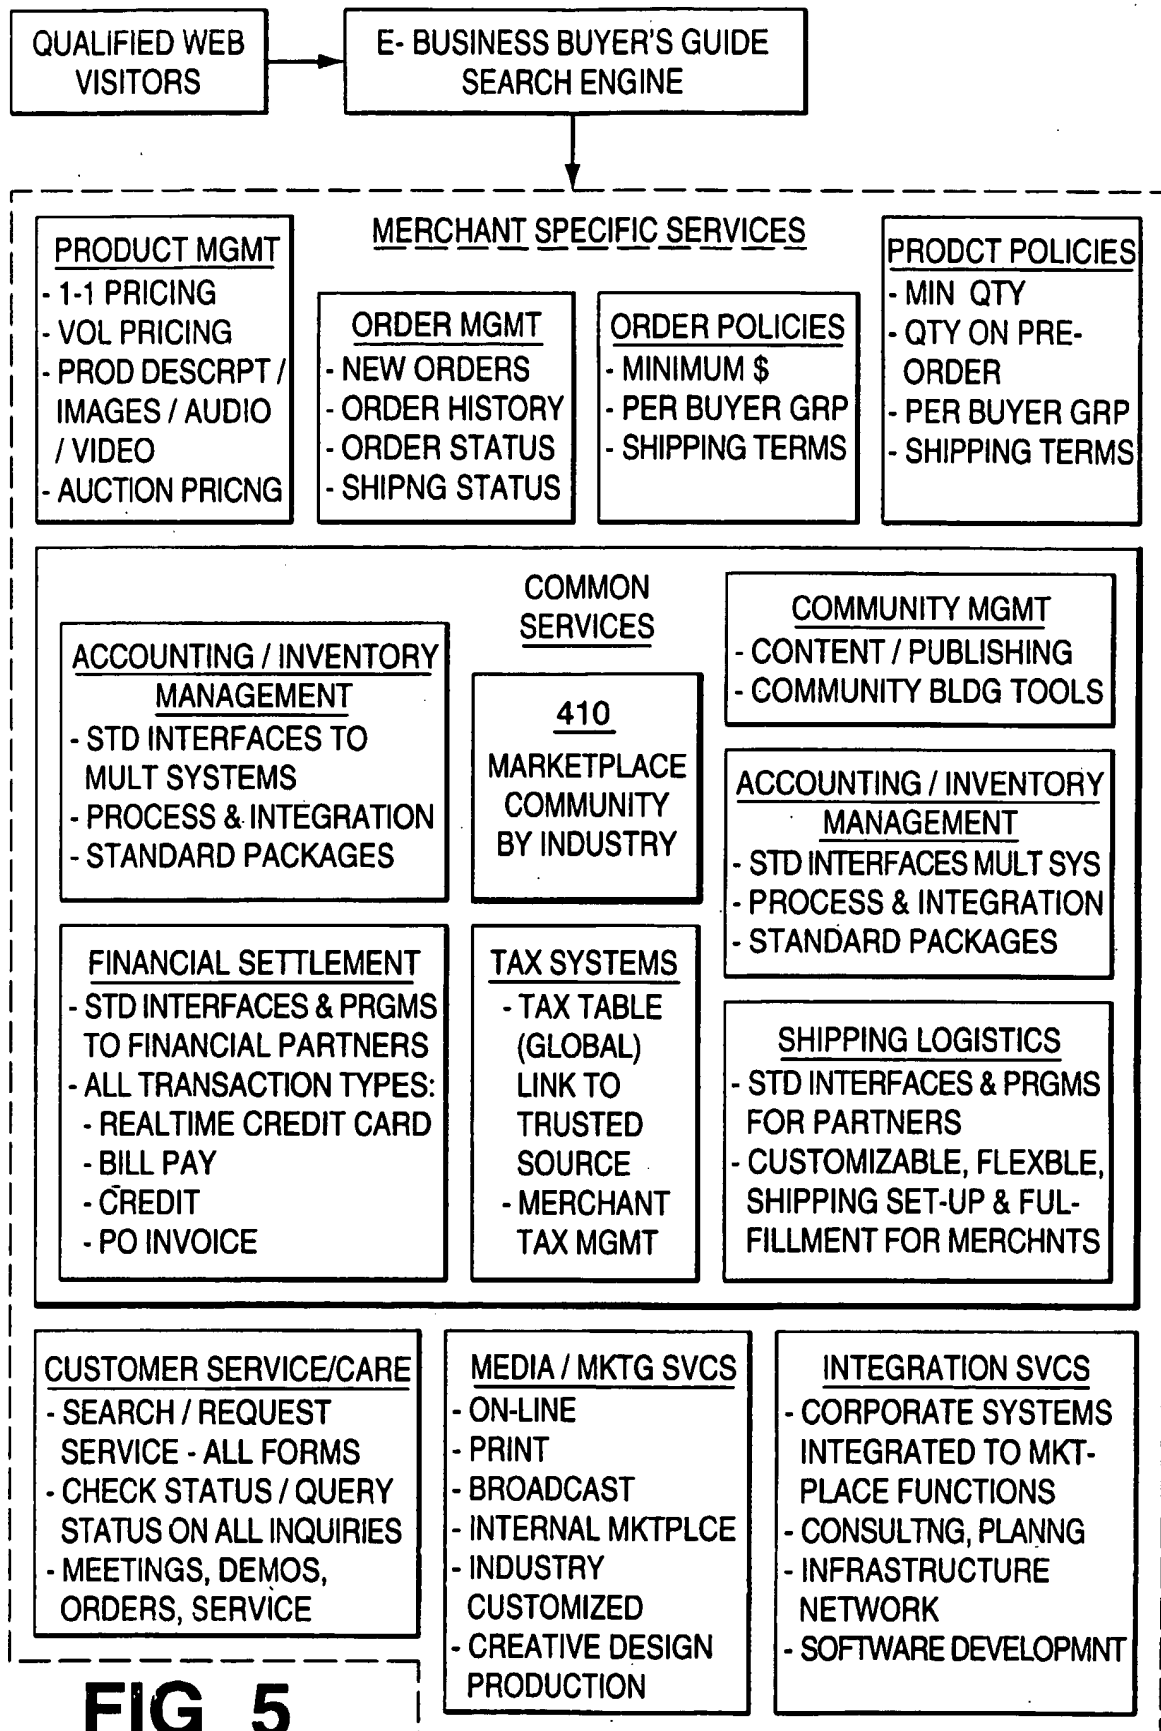 QUALIFIED WEB
VISITORS
E- BUSINESS BUYER'S GUIDE
SEARCH ENGINE
MERCHANT SPECIFIC SERVICES
PRODUCT MGMT
- 1-1 PRICING
- VOL PRICING
- PROD DESCRPT /
IMAGES / AUDIO
/ VIDEO
- AUCTION PRICNG
ORDER MGMT
- NEW ORDERS
- ORDER HISTORY
- ORDER STATUS
- SHIPNG STATUS
ORDER POLICIES
- MINIMUM $
- PER BUYER GRP
- SHIPPING TERMS
PRODCT POLICIES
- MIN QTY
- QTY ON PRE-
ORDER
- PER BUYER GRP
- SHIPPING TERMS
COMMON
SERVICES
ACCOUNTING / INVENTORY
MANAGEMENT
- STD INTERFACES TO
MULT SYSTEMS
- PROCESS & INTEGRATION
- STANDARD PACKAGES
410
MARKETPLACE
COMMUNITY
BY INDUSTRY
COMMUNITY MGMT
- CONTENT / PUBLISHING
- COMMUNITY BLDG TOOLS
ACCOUNTING / INVENTORY
MANAGEMENT
- STD INTERFACES MULT SYS
- PROCESS & INTEGRATION
- STANDARD PACKAGES
FINANCIAL SETTLEMENT
- STD INTERFACES & PRGMS
TO FINANCIAL PARTNERS
- ALL TRANSACTION TYPES:
- REALTIME CREDIT CARD
- BILL PAY
- CREDIT
- PO INVOICE
TAX SYSTEMS
- TAX TABLE
(GLOBAL)
LINK TO
TRUSTED
SOURCE
- MERCHANT
TAX MGMT
SHIPPING LOGISTICS
- STD INTERFACES & PRGMS
FOR PARTNERS
- CUSTOMIZABLE, FLEXBLE,
SHIPPING SET-UP & FUL-
FILLMENT FOR MERCHNTS
CUSTOMER SERVICE/CARE
- SEARCH / REQUEST
SERVICE - ALL FORMS
- CHECK STATUS / QUERY
STATUS ON ALL INQUIRIES
- MEETINGS, DEMOS,
ORDERS, SERVICE
MEDIA / MKTG SVCS
- ON-LINE
- PRINT
- BROADCAST
- INTERNAL MKTPLCE
- INDUSTRY
CUSTOMIZED
- CREATIVE DESIGN
PRODUCTION
INTEGRATION SVCS
- CORPORATE SYSTEMS
INTEGRATED TO MKT-
PLACE FUNCTIONS
- CONSULTNG, PLANNG
- INFRASTRUCTURE
NETWORK
- SOFTWARE DEVELOPMNT
FIG 5